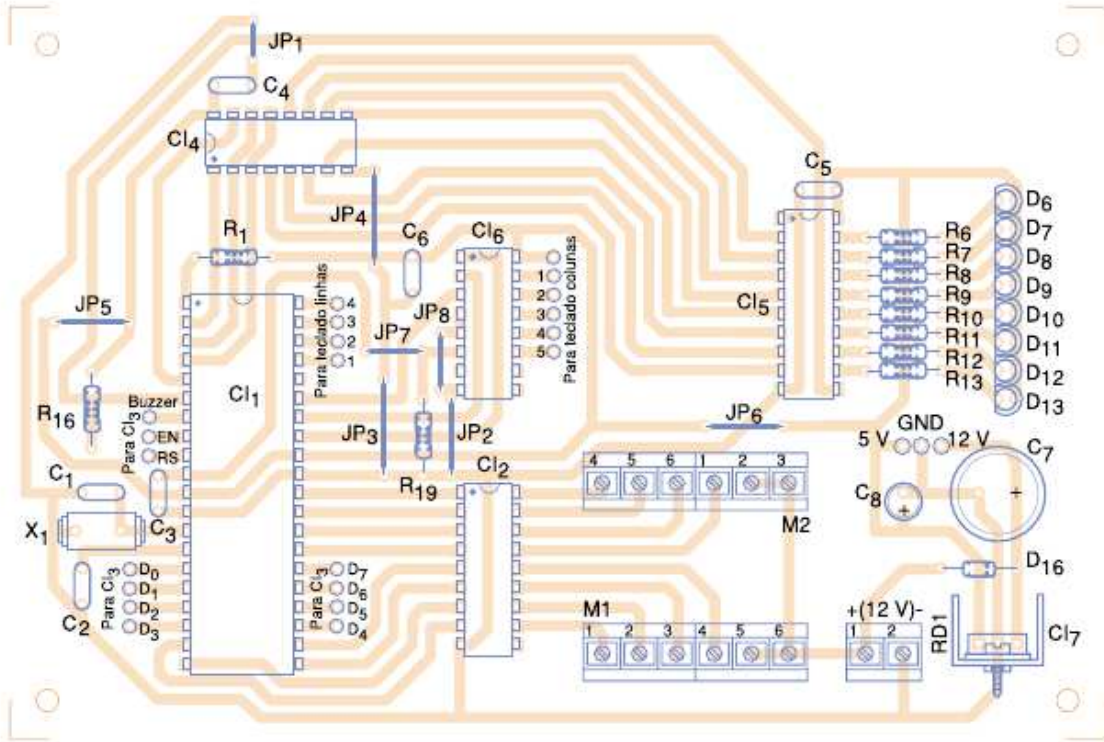 JP1
C4
CI4
R1
JP4
C6
CI6
C5
CI5
D6
D7
D8
D9
D10
D11
D12
D13
R6
R7
R8
R9
R10
R11
R12
R13
JP5
R16
CI1
Para teclado linhas
4
3
2
1
JP7
JP8
1
2
3
4
5
Para teclado colunas
JP3
JP2
R19
JP6
Buzzer
Para CI3
EN
RS
C1
X1
C3
C2
Para CI3
D0
D1
D2
D3
Para CI3
D7
D6
D5
D4
CI2
4 5 6 1 2 3
M2
M1
1 2 3 4 5 6
GND
5 V 12 V
C7
C8
+
+
D16
+(12 V)-
1 2
RD1
CI7